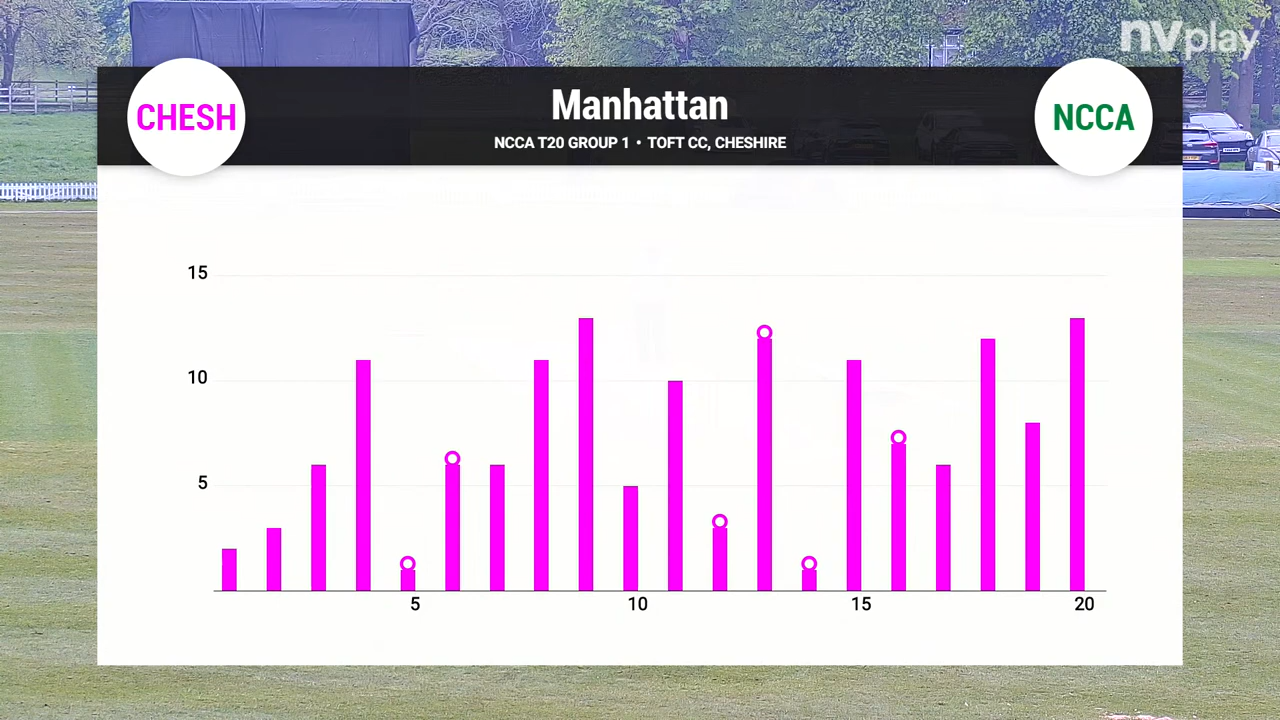 nvplay
CHESH
Manhattan
NCCA
NCCA T20 GROUP 1 • TOFT CC, CHESHIRE
15
10
5
5
10
15
20